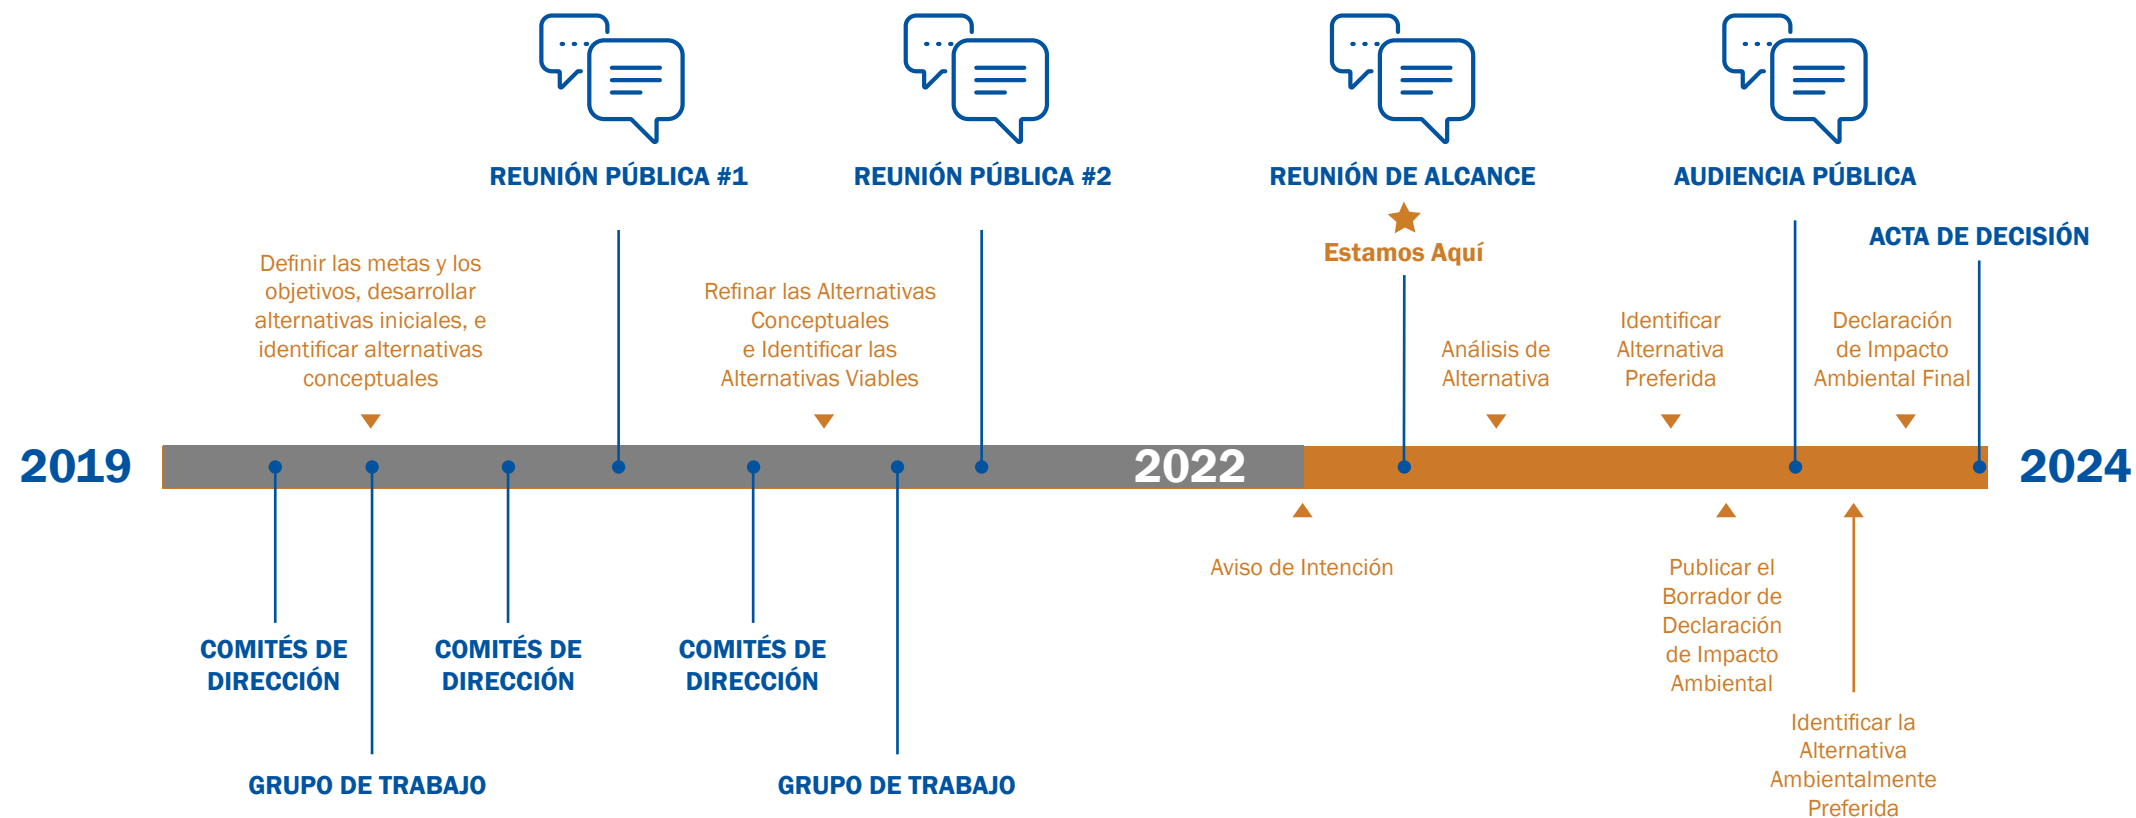 REUNIÓN PÚBLICA #1
REUNIÓN PÚBLICA #2
REUNIÓN DE ALCANCE
AUDIENCIA PÚBLICA
Estamos Aquí
ACTA DE DECISIÓN
Definir las metas y los
objetivos, desarrollar
alternativas iniciales, e
identificar alternativas
conceptuales
Refinar las Alternativas
Conceptuales
e Identificar las
Alternativas Viables
Análisis de
Alternativa
Identificar
Alternativa
Preferida
Declaración
de Impacto
Ambiental Final
2019
2022
2024
Aviso de Intención
Publicar el
Borrador de
Declaración
de Impacto
Ambiental
COMITÉS DE
DIRECCIÓN
COMITÉS DE
DIRECCIÓN
COMITÉS DE
DIRECCIÓN
Identificar la
Alternativa
Ambientalmente
Preferida
GRUPO DE TRABAJO
GRUPO DE TRABAJO